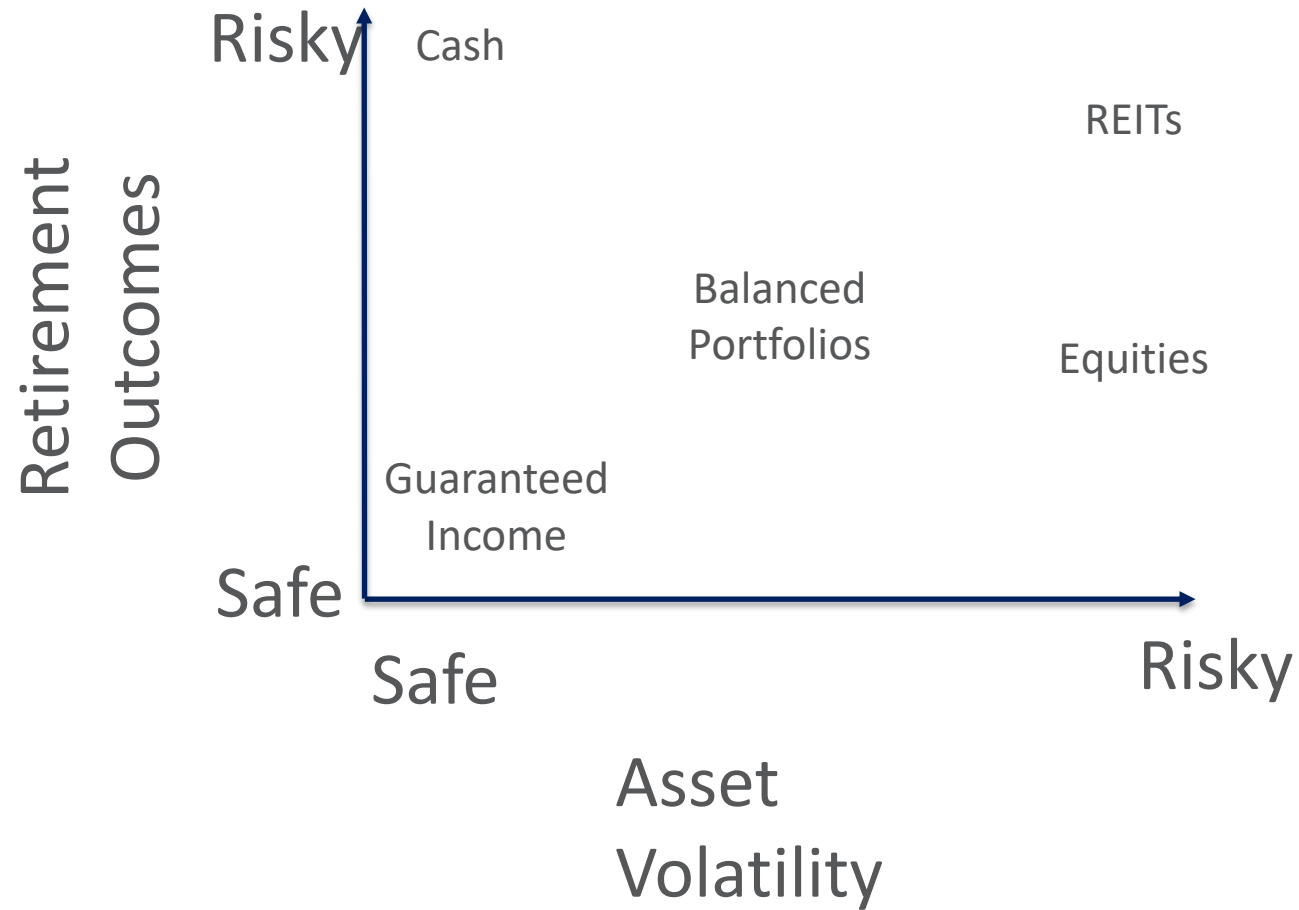 Risky
Cash
REITs
Retirement
Outcomes
Balanced
Portfolios
Equities
Guaranteed
Income
Safe
Safe
Risky
Asset
Volatility